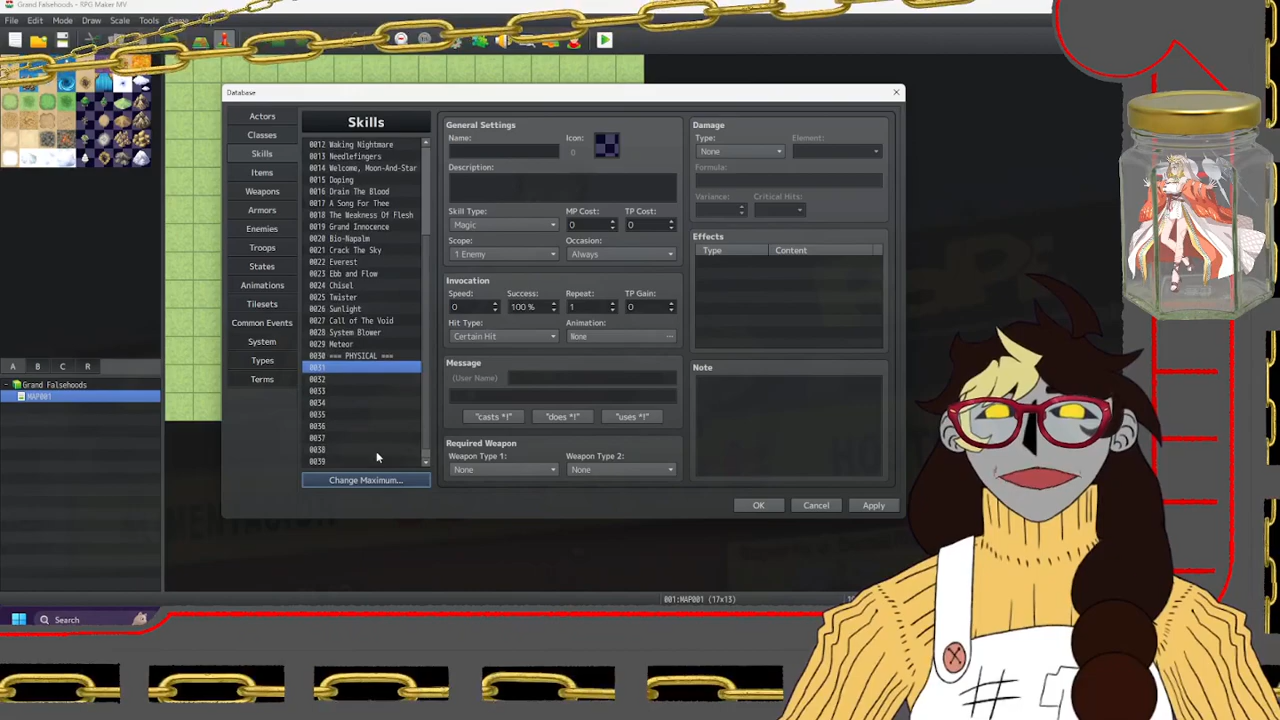 Grand Falsehoods - RPG Maker MV
File Edit Mode Draw Scale Tools Game
Database
Actors
Classes
Skills
Items
Weapons
Armors
Enemies
Troops
States
Animations
Tilesets
Common Events
System
Types
Terms
Skills
0012 Waking Nightmare
0013 Needlefingers
0014 Welcome, Moon-And-Star
0015 Doping
0016 Drain The Blood
0017 A Song For Thee
0018 The Weakness Of Flesh
0019 Grand Innocence
0020 Bio-Napalm
0021 Crack The Sky
0022 Everest
0023 Ebb and Flow
0024 Chisel
0025 Twister
0026 Sunlight
0027 Call of The Void
0028 System Blower
0029 Meteor
0030 === PHYSICAL ===
0031
0032
0033
0034
0035
0036
0037
0038
0039
Change Maximum...
General Settings
Name: Icon:
0
Description:
Skill Type: MP Cost: TP Cost:
Magic 0 0
Scope: Occasion:
1 Enemy Always
Invocation
Speed: Success: Repeat: TP Gain:
0 100 % 1 0
Hit Type: Animation:
Certain Hit None ...
Message
(User Name)
"casts *!" "does *!" "uses *!"
Required Weapon
Weapon Type 1: Weapon Type 2:
None None
Damage
Type: Element:
None
Formula:
Variance: Critical Hits:
Effects
Type Content
Note
OK Cancel Apply
A B C D R
Grand Falsehoods
MAP001
001:MAP001 (17x13)
Search